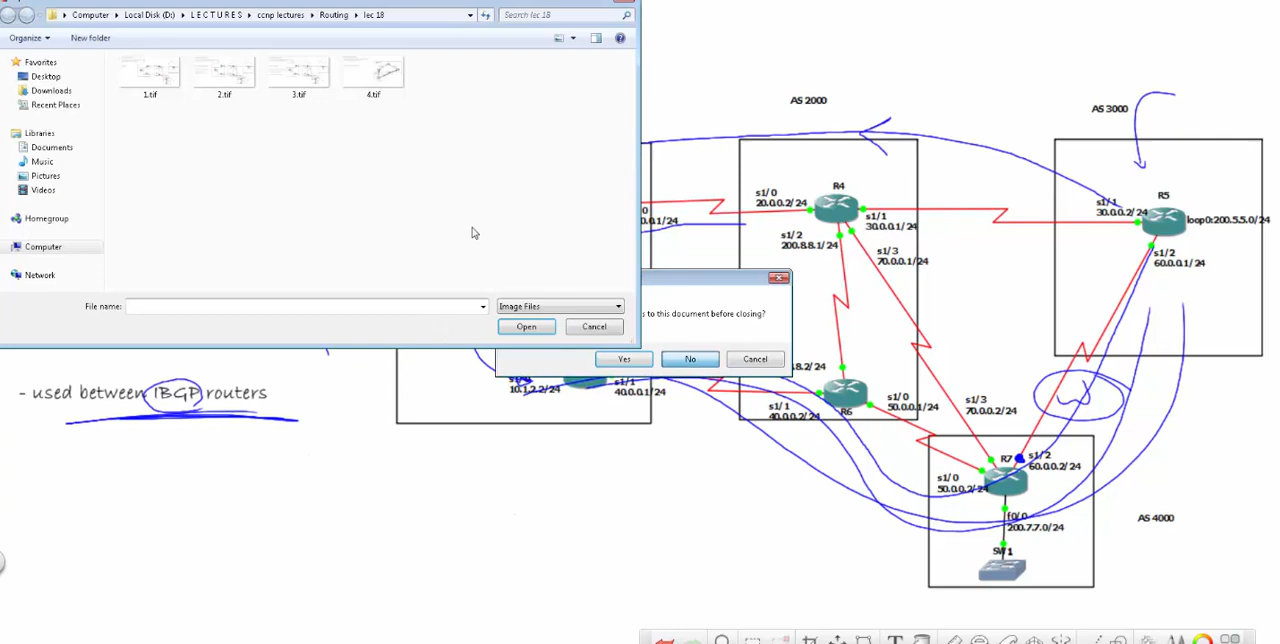 Computer ▸ Local Disk (D:) ▸ L E C T U R E S ▸ ccnp lectures ▸ Routing ▸ lec 18
Search lec 18
Organize
New folder
Favorites
Desktop
Downloads
Recent Places
Libraries
Documents
Music
Pictures
Videos
Homegroup
Computer
Network
1.tif
2.tif
3.tif
4.tif
File name:
Image Files
Open
Cancel
s to this document before closing?
Yes
No
Cancel
- used between IBGP routers
10.1.2.2/24
s1/1
40.0.0.1/24
0.1/24
AS 2000
R4
s1/0
20.0.0.2/24
s1/1
30.0.0.1/24
s1/2
200.8.8.1/24
s1/3
70.0.0.1/24
8.2/24
R6
s1/1
40.0.0.2/24
s1/0
50.0.0.1/24
AS 3000
R5
s1/1
30.0.0.2/24
loop0:200.5.5.0/24
s1/2
60.0.0.1/24
s1/3
70.0.0.2/24
R7
s1/2
60.0.0.2/24
s1/0
50.0.0.2/24
f0/0
200.7.7.0/24
SW1
AS 4000